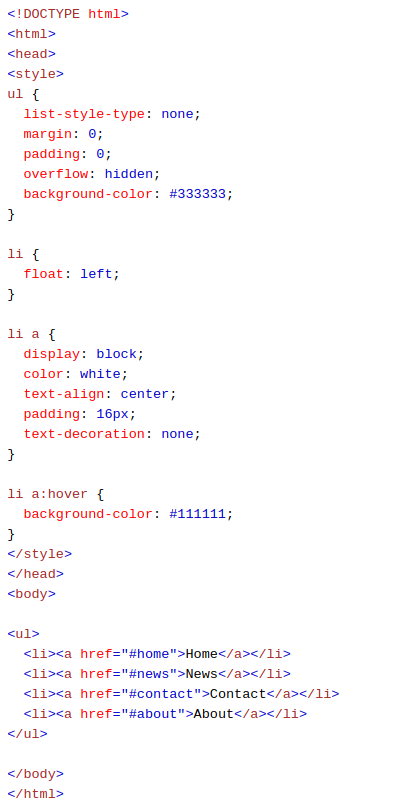 <!DOCTYPE html>
<html>
<head>
<style>
ul {
  list-style-type: none;
  margin: 0;
  padding: 0;
  overflow: hidden;
  background-color: #333333;
}

li {
  float: left;
}

li a {
  display: block;
  color: white;
  text-align: center;
  padding: 16px;
  text-decoration: none;
}

li a:hover {
  background-color: #111111;
}
</style>
</head>
<body>

<ul>
  <li><a href="#home">Home</a></li>
  <li><a href="#news">News</a></li>
  <li><a href="#contact">Contact</a></li>
  <li><a href="#about">About</a></li>
</ul>

</body>
</html>